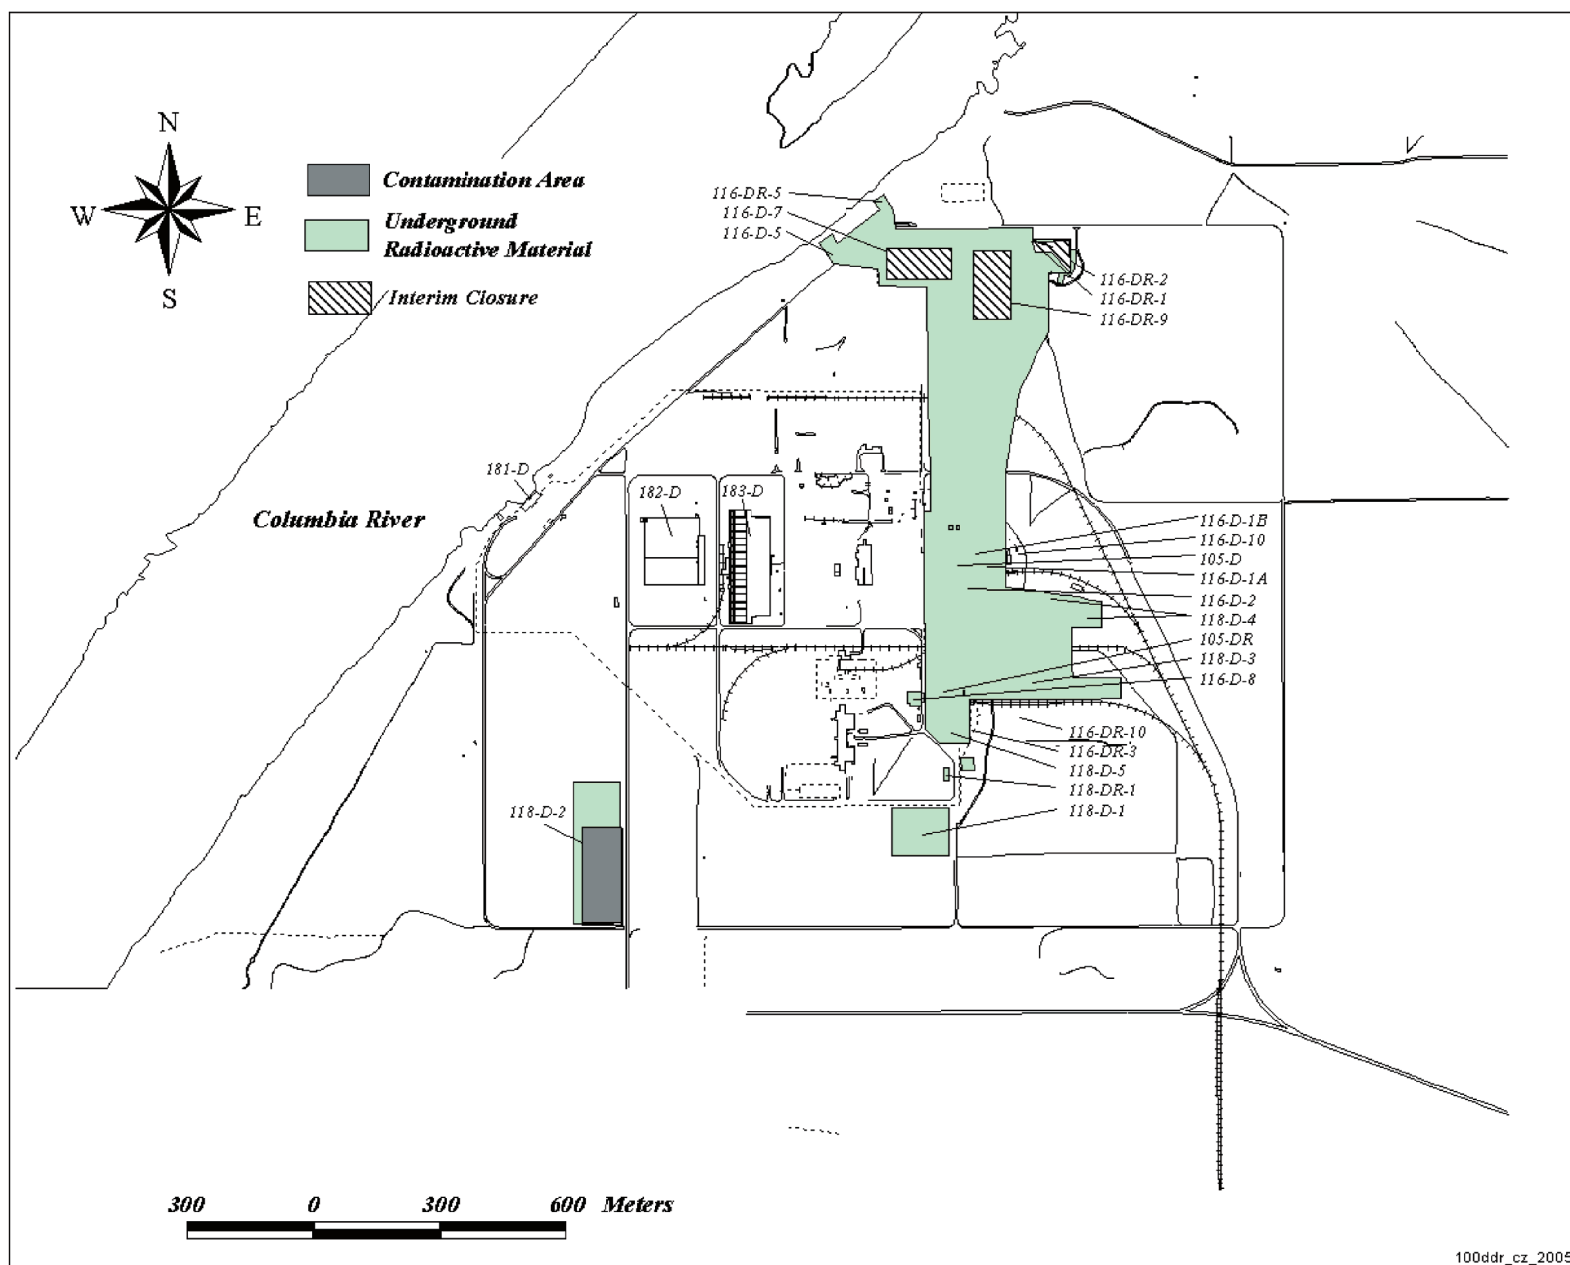 N
W
E
S
Contamination Area
Underground
Radioactive Material
Interim Closure
116-DR-5
116-D-7
116-D-5
116-DR-2
116-DR-1
116-DR-9
181-D
182-D
183-D
Columbia River
116-D-1B
116-D-10
105-D
116-D-1A
116-D-2
118-D-4
105-DR
118-D-3
116-D-8
116-DR-10
116-DR-3
118-D-5
118-DR-1
118-D-1
118-D-2
300 0 300 600 Meters
100ddr_cz_2005